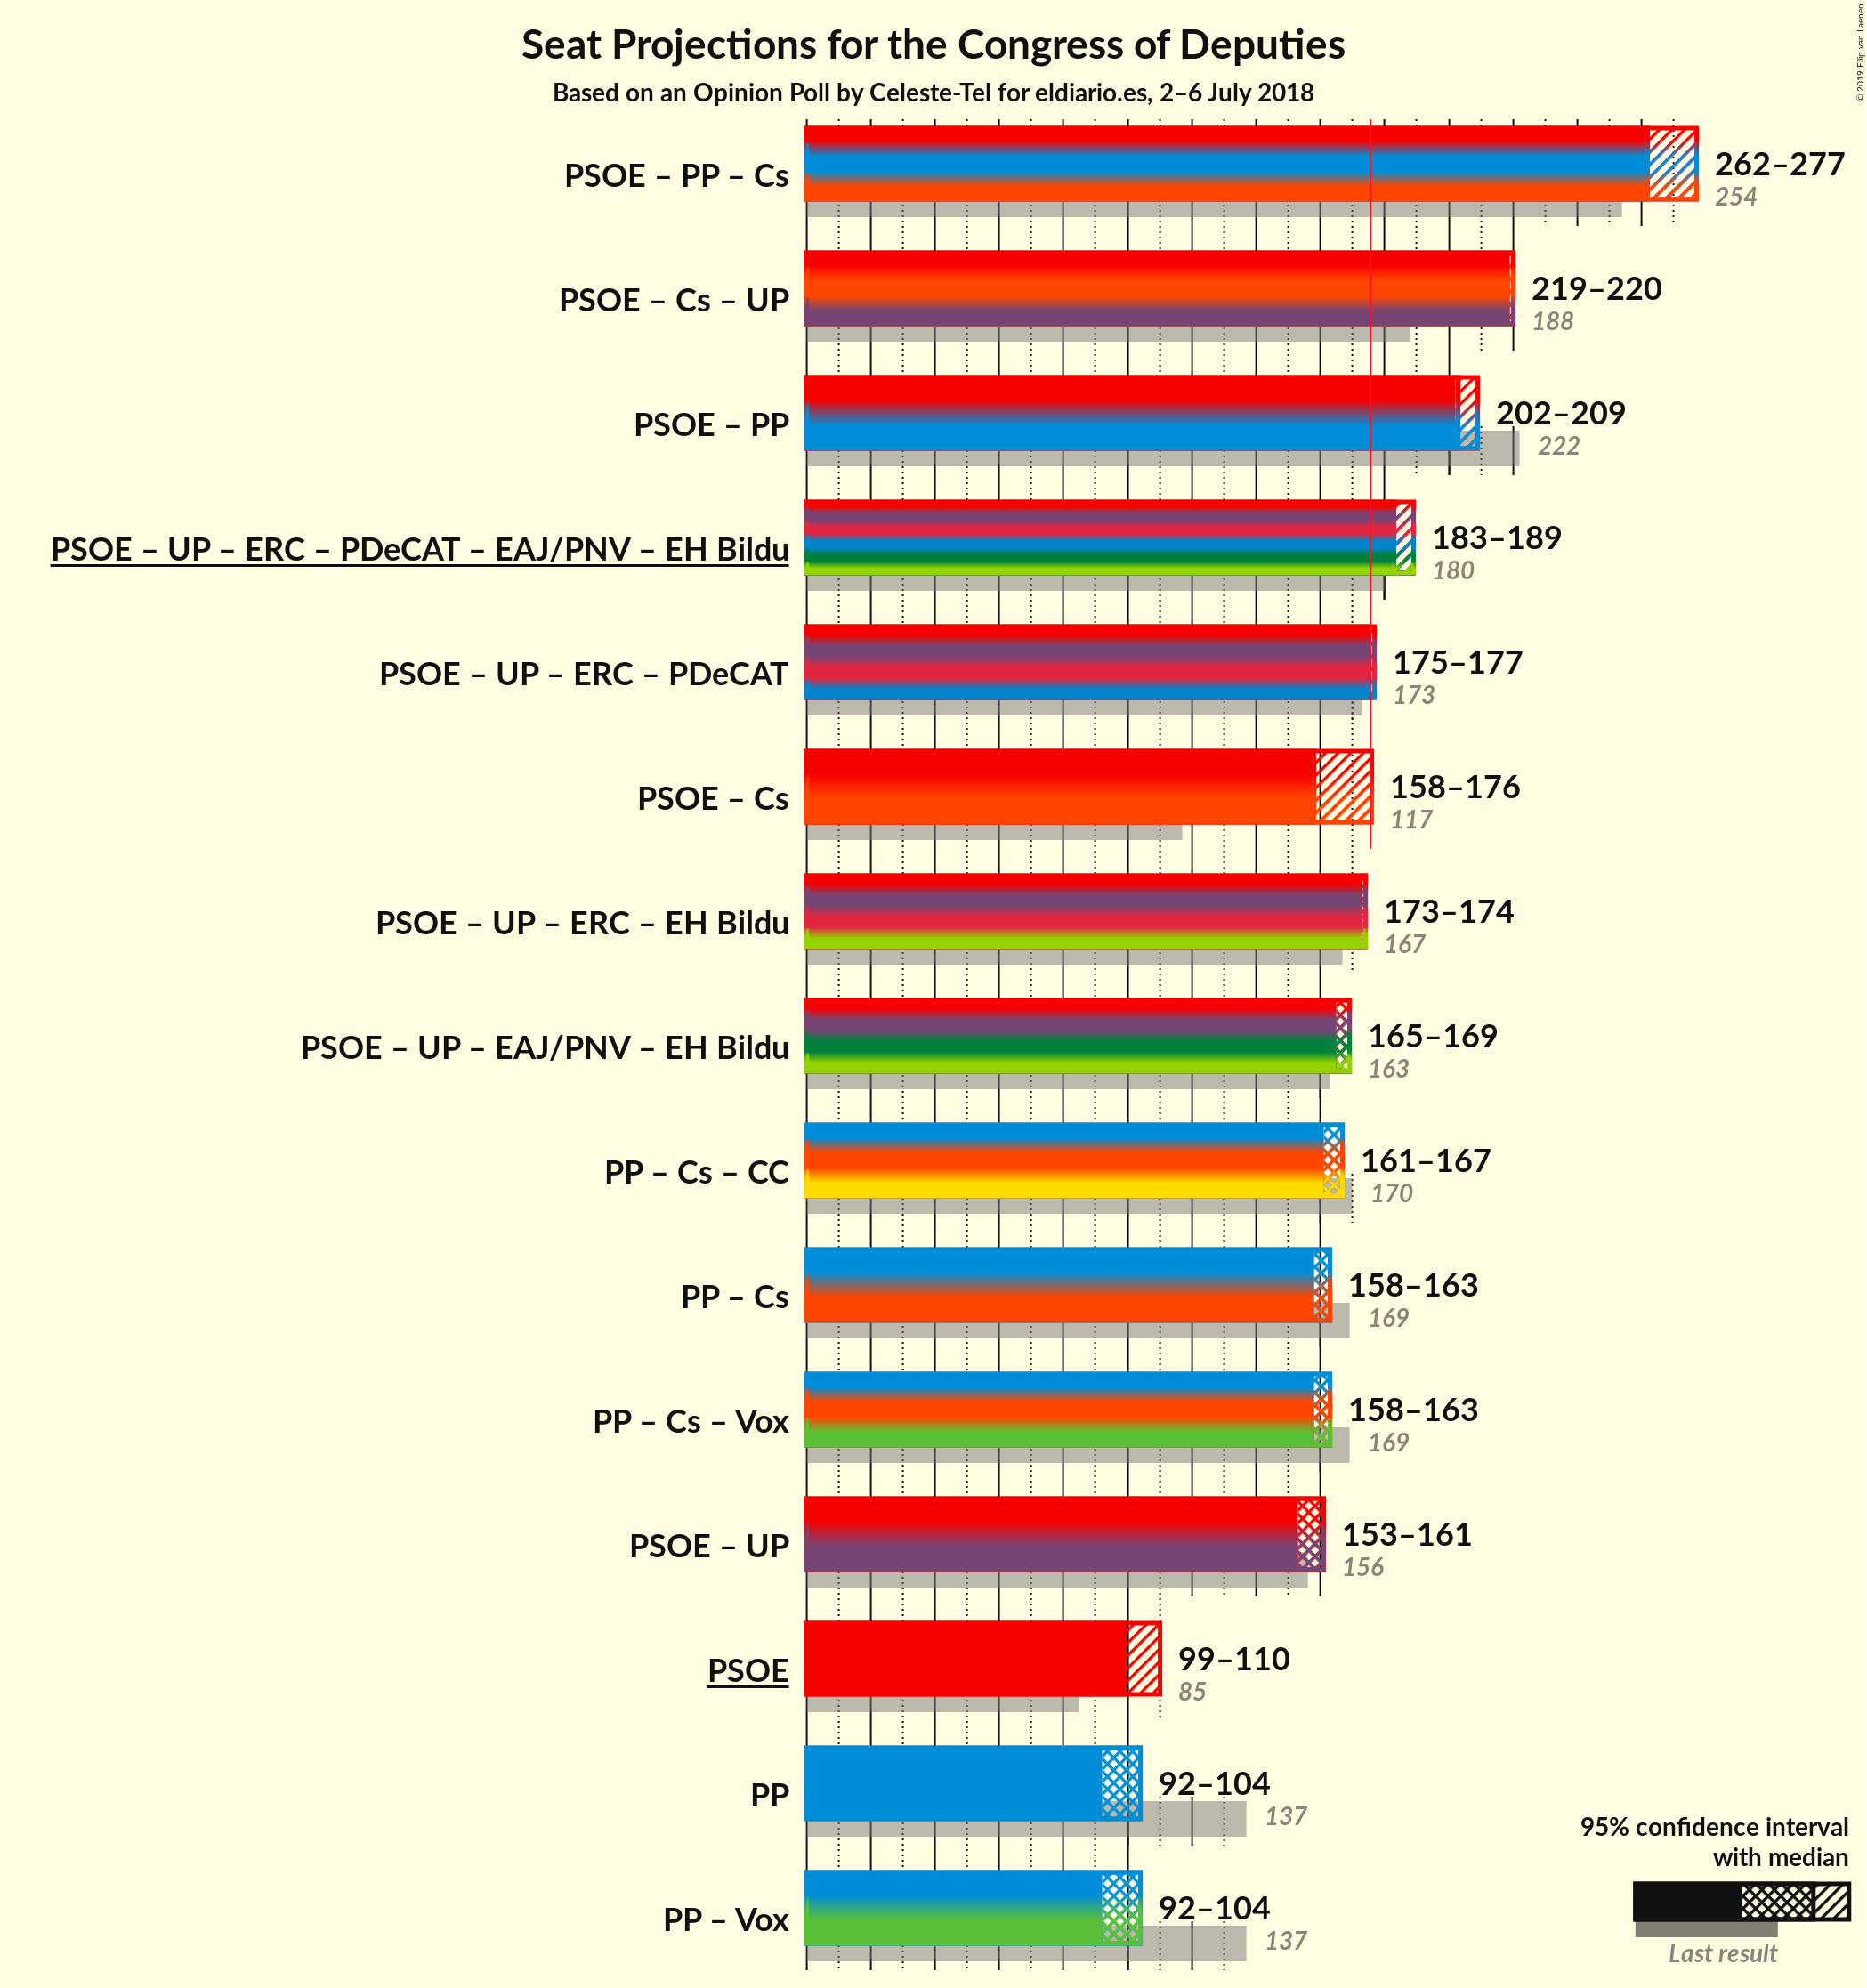 Seat Projections for the Congress of Deputies
Based on an Opinion Poll by Celeste-Tel for eldiario.es, 2–6 July 2018
© 2019 Filip van Laenen
PSOE – PP – Cs
262–277
254
PSOE – Cs – UP
219–220
188
PSOE – PP
202–209
222
PSOE – UP – ERC – PDeCAT – EAJ/PNV – EH Bildu
183–189
180
PSOE – UP – ERC – PDeCAT
175–177
173
PSOE – Cs
158–176
117
PSOE – UP – ERC – EH Bildu
173–174
167
PSOE – UP – EAJ/PNV – EH Bildu
165–169
163
PP – Cs – CC
161–167
170
PP – Cs
158–163
169
PP – Cs – Vox
158–163
169
PSOE – UP
153–161
156
PSOE
99–110
85
PP
92–104
137
PP – Vox
92–104
137
95% confidence interval
with median
Last result